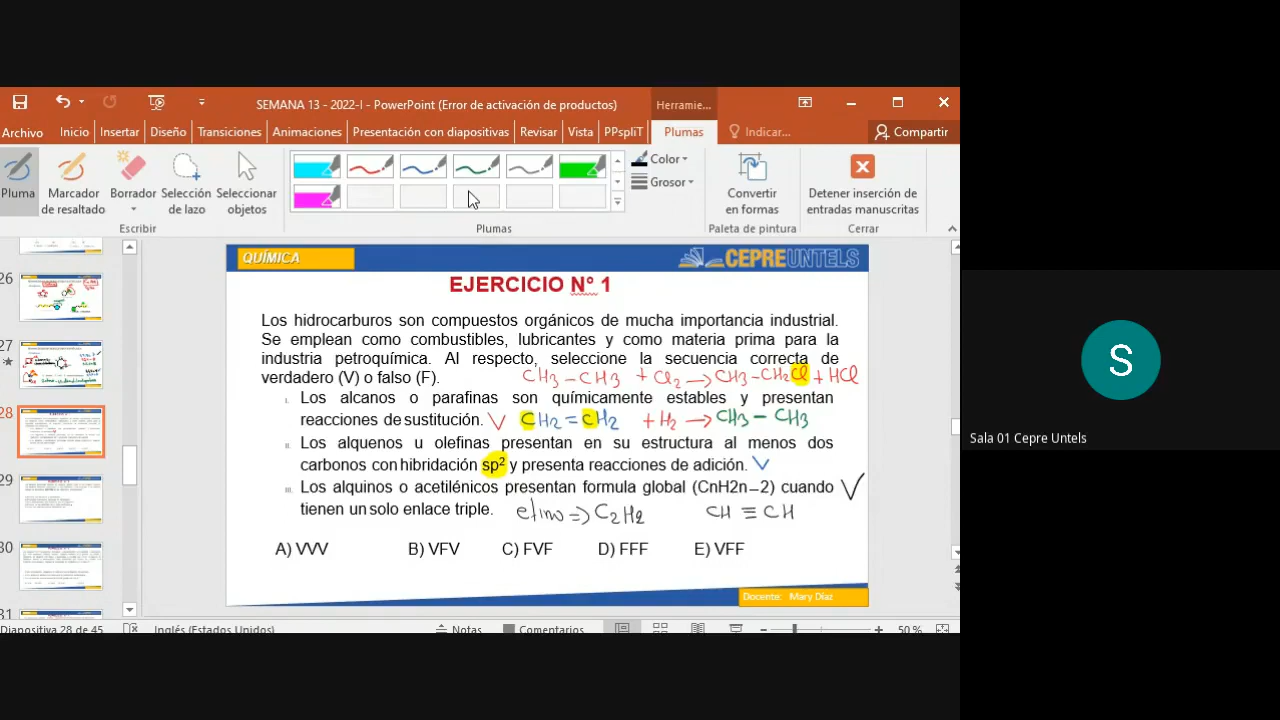 SEMANA 13 - 2022-I - PowerPoint (Error de activación de productos)
Herramie...
Archivo Inicio Insertar Diseño Transiciones Animaciones Presentación con diapositivas Revisar Vista PPspliT Plumas Indicar... Compartir
Color
Grosor
Pluma
Marcador de resaltado
Borrador
Selección de lazo
Seleccionar objetos
Convertir en formas
Detener inserción de entradas manuscritas
Escribir
Plumas
Paleta de pintura
Cerrar
26
27
28
29
30
31
QUÍMICA
CEPREUNTELS
EJERCICIO N° 1
Los hidrocarburos son compuestos orgánicos de mucha importancia industrial.
Se emplean como combustibles, lubricantes y como materia prima para la
industria petroquímica. Al respecto, seleccione la secuencia correcta de
verdadero (V) o falso (F). CH3 - CH3 + Cl2 → CH3 - CH2Cl + HCl
I. Los alcanos o parafinas son químicamente estables y presentan
reacciones de sustitución. V CH2 = CH2 + H2 → CH3 - CH3
II. Los alquenos u olefinas presentan en su estructura al menos dos
carbonos con hibridación sp2 y presenta reacciones de adición. V
III. Los alquinos o acetilénicos presentan formula global (CnH2n-2) cuando V
tienen un solo enlace triple. etino => C2H2 CH ≡ CH
A) VVV B) VFV C) FVF D) FFF E) VFF
Docente: Mary Díaz
Diapositiva 28 de 45 Inglés (Estados Unidos) Notas Comentarios 50 %
S
Sala 01 Cepre Untels